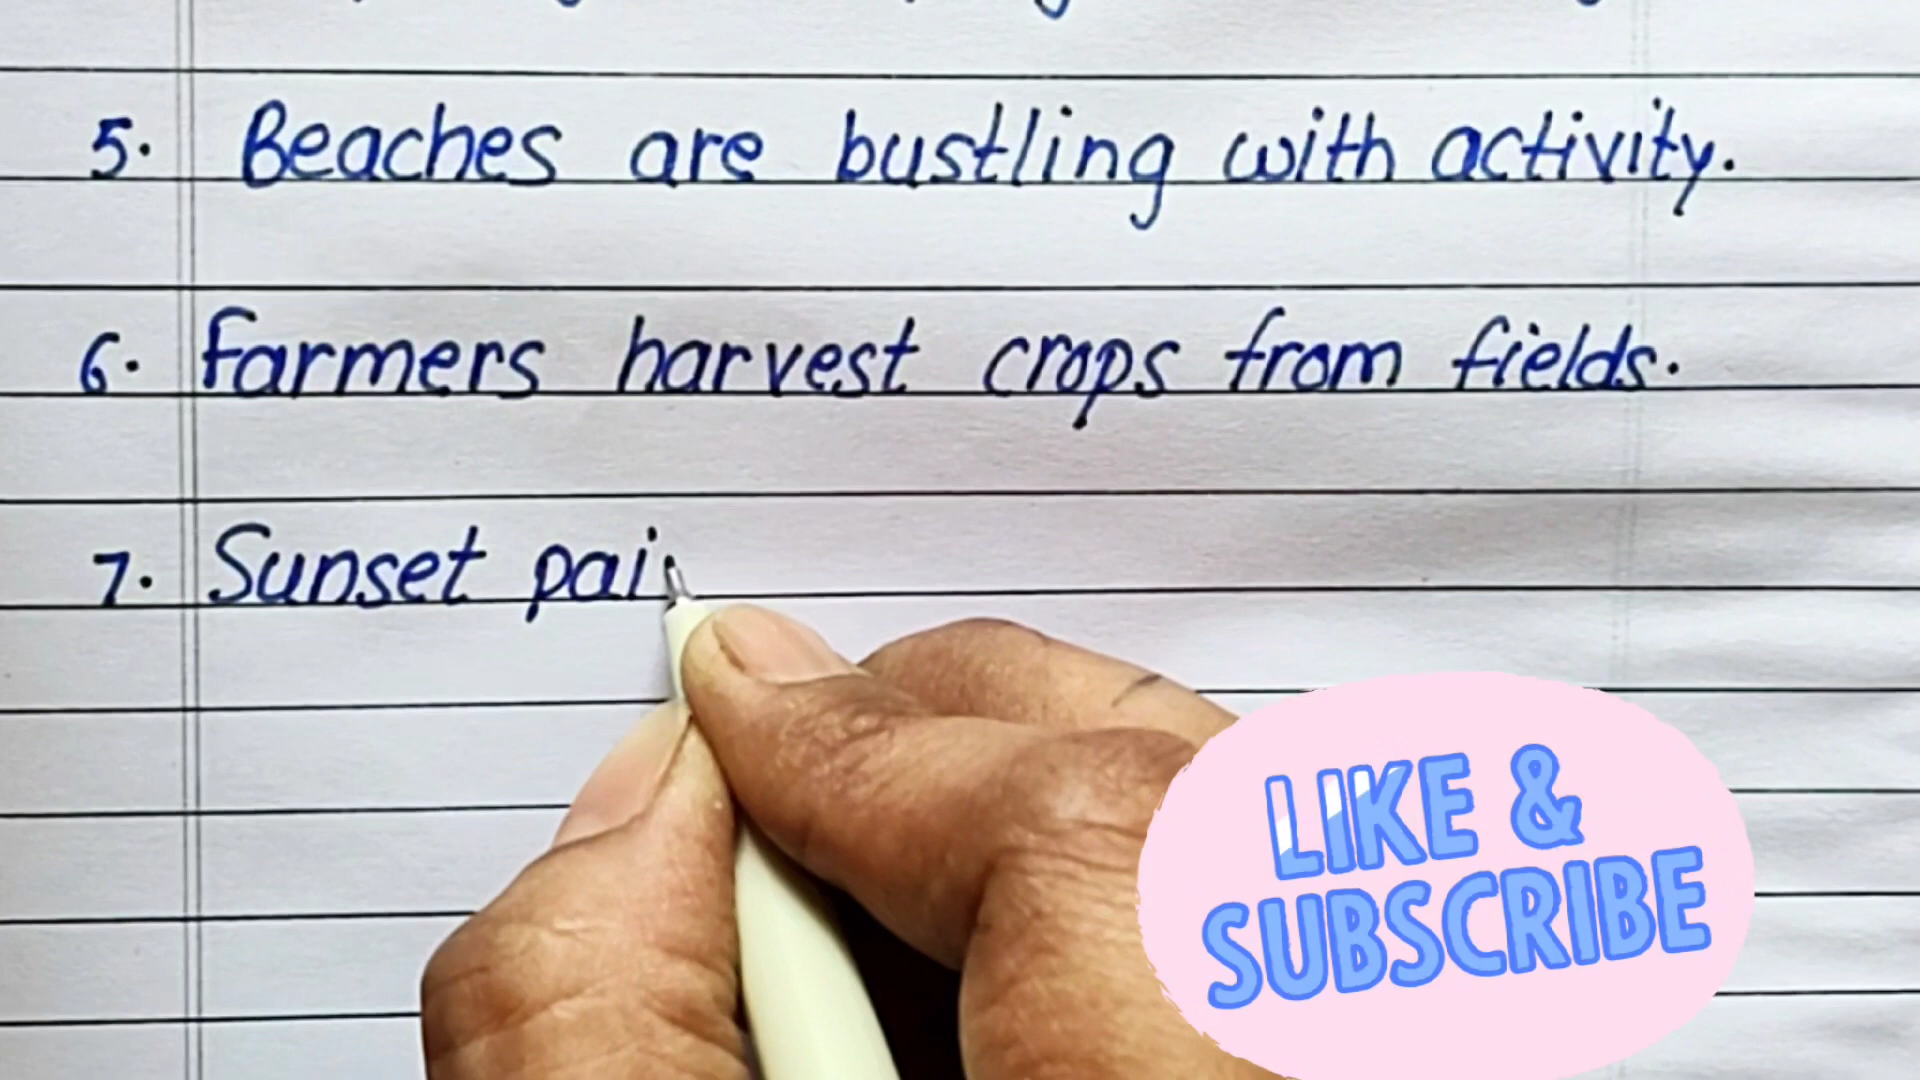 5. Beaches are bustling with activity.
6. Farmers harvest crops from fields.
7. Sunset pai
LIKE &
SUBSCRIBE